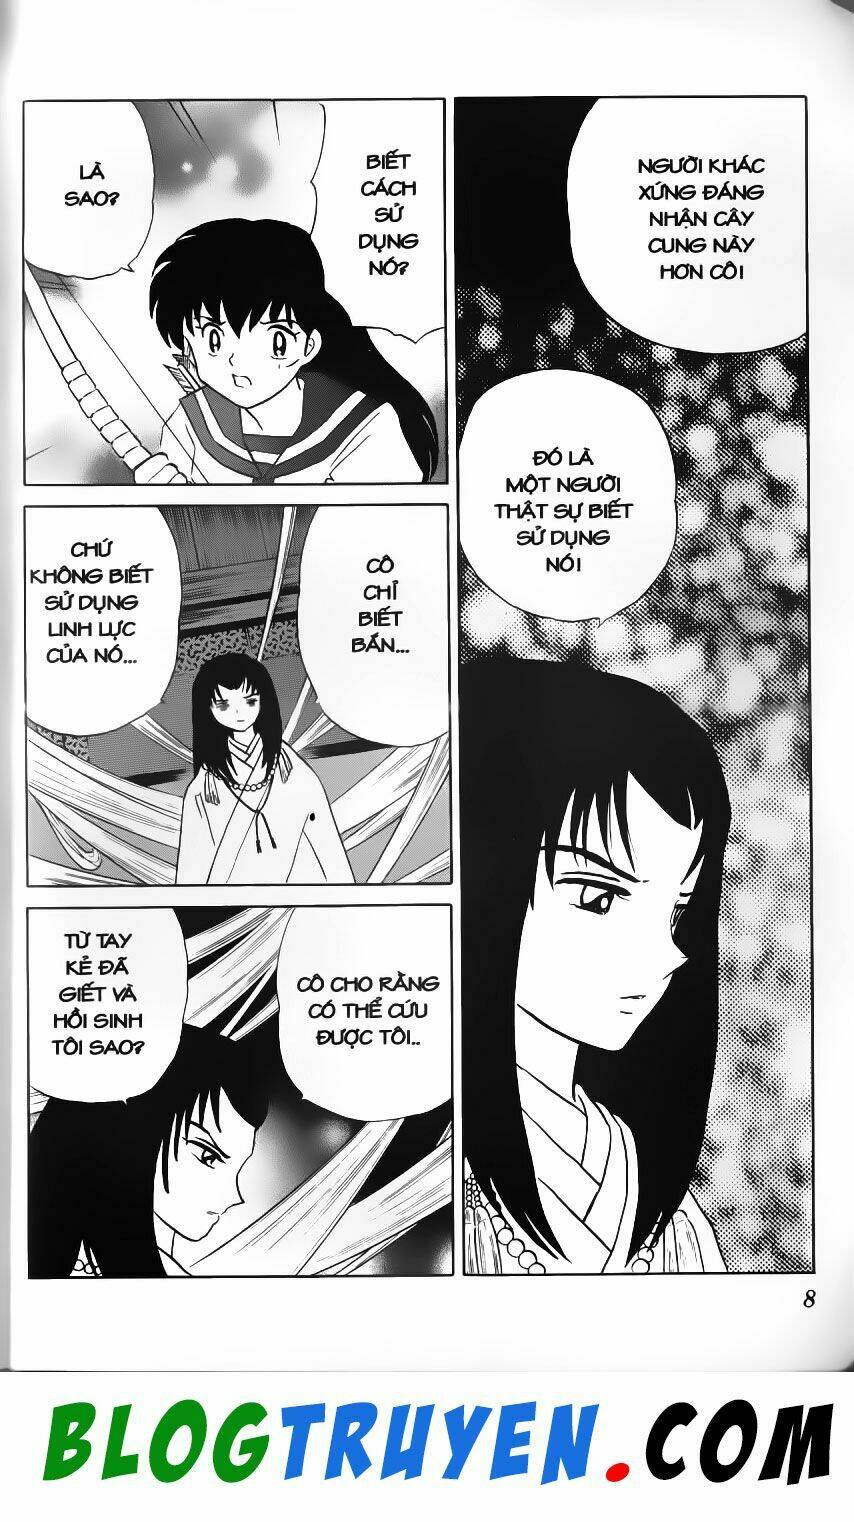 NGƯỜI KHÁC
XỨNG ĐÁNG
NHẬN CÂY
CUNG NÀY
HƠN CÔ!
ĐÓ LÀ
MỘT NGƯỜI
THẬT SỰ BIẾT
SỬ DỤNG
NÓ!
BIẾT
CÁCH
SỬ
DỤNG
NÓ?
LÀ
SAO?
CÔ
CHỈ
BIẾT
BẮN...
CHỨ
KHÔNG BIẾT
SỬ DỤNG
LINH LỰC
CỦA NÓ...
CÔ CHO RẰNG
CÓ THỂ CỨU
ĐƯỢC TÔI..
TỪ TAY
KẺ ĐÃ
GIẾT VÀ
HỒI SINH
TÔI SAO?
8
BLOGTRUYEN.COM